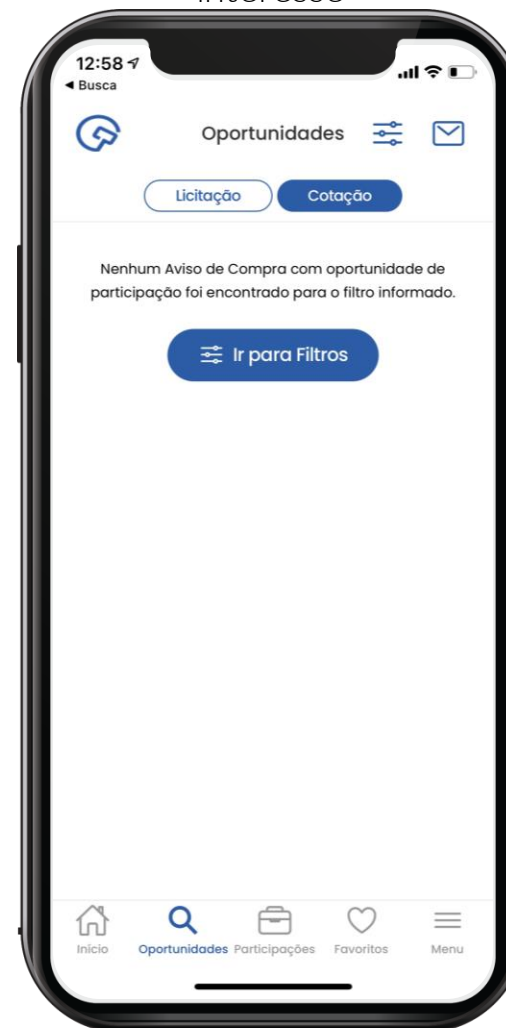 12:58
Busca
Oportunidades
Licitação
Cotação
Nenhum Aviso de Compra com oportunidade de
participação foi encontrado para o filtro informado.
Ir para Filtros
Início
Oportunidades
Participações
Favoritos
Menu